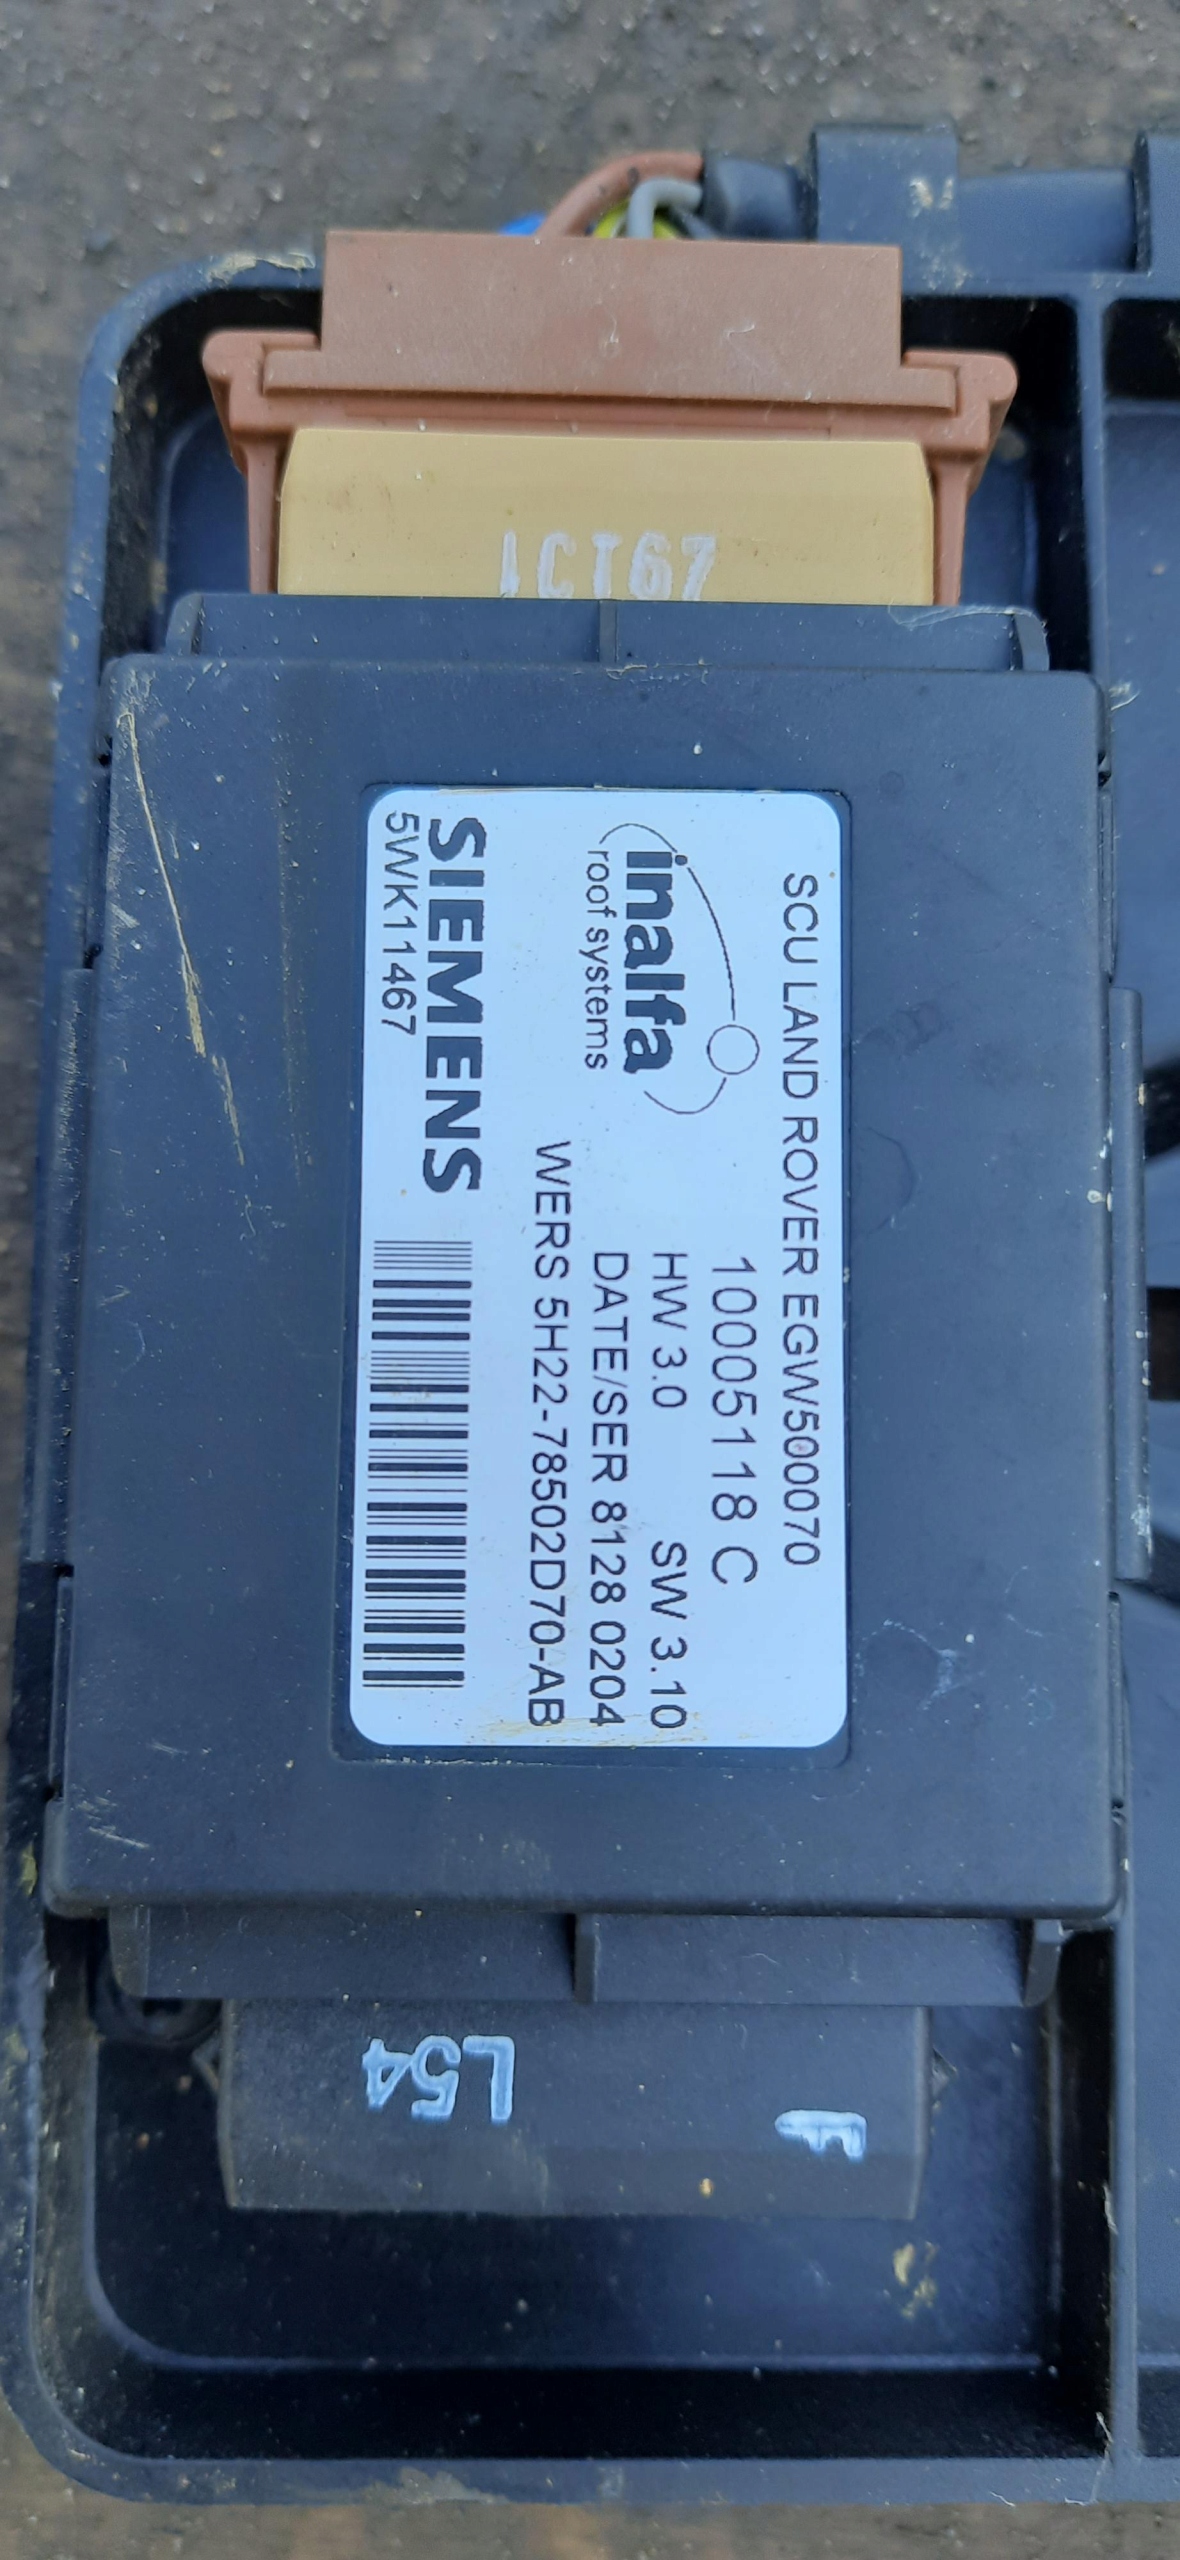 1CT67
SCU LAND ROVER EGW500070
10005118 C
inalfa
roof systems
HW 3.0 SW 3.10
DATE/SER 8128 0204
WERS 5H22-78502D70-AB
SIEMENS
5WK11467
L54
F